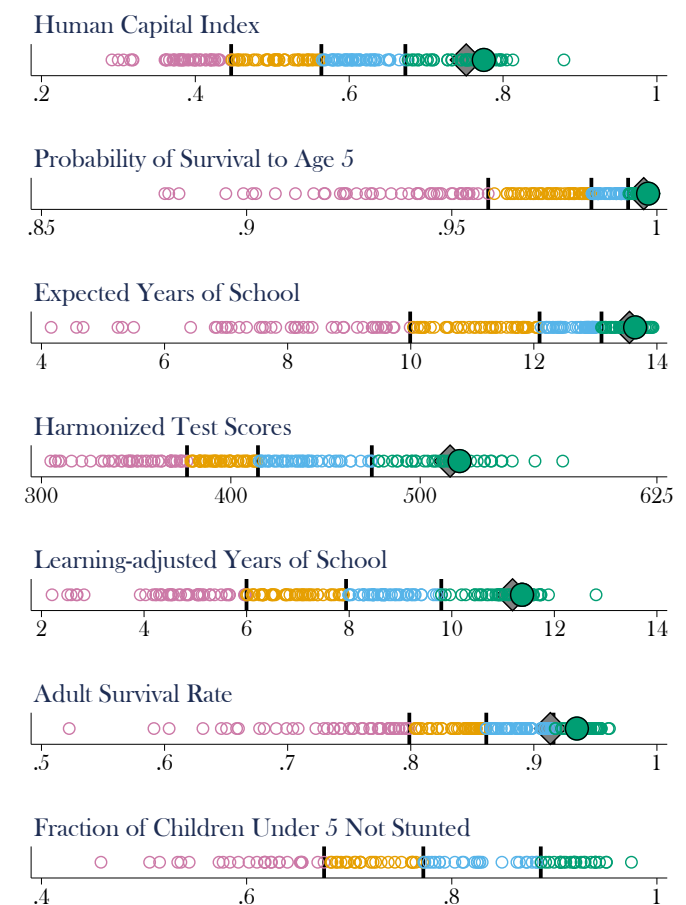 Human Capital Index
.2 .4 .6 .8 1
Probability of Survival to Age 5
.85 .9 .95 1
Expected Years of School
4 6 8 10 12 14
Harmonized Test Scores
300 400 500 625
Learning-adjusted Years of School
2 4 6 8 10 12 14
Adult Survival Rate
.5 .6 .7 .8 .9 1
Fraction of Children Under 5 Not Stunted
.4 .6 .8 1